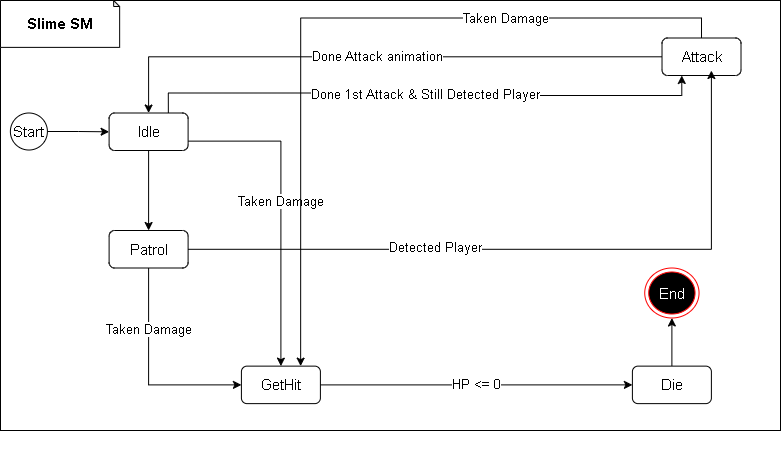 Slime SM
Taken Damage
Done Attack animation
Attack
Done 1st Attack & Still Detected Player
Start
Idle
Taken Damage
Patrol
Detected Player
End
Taken Damage
GetHit
HP <= 0
Die